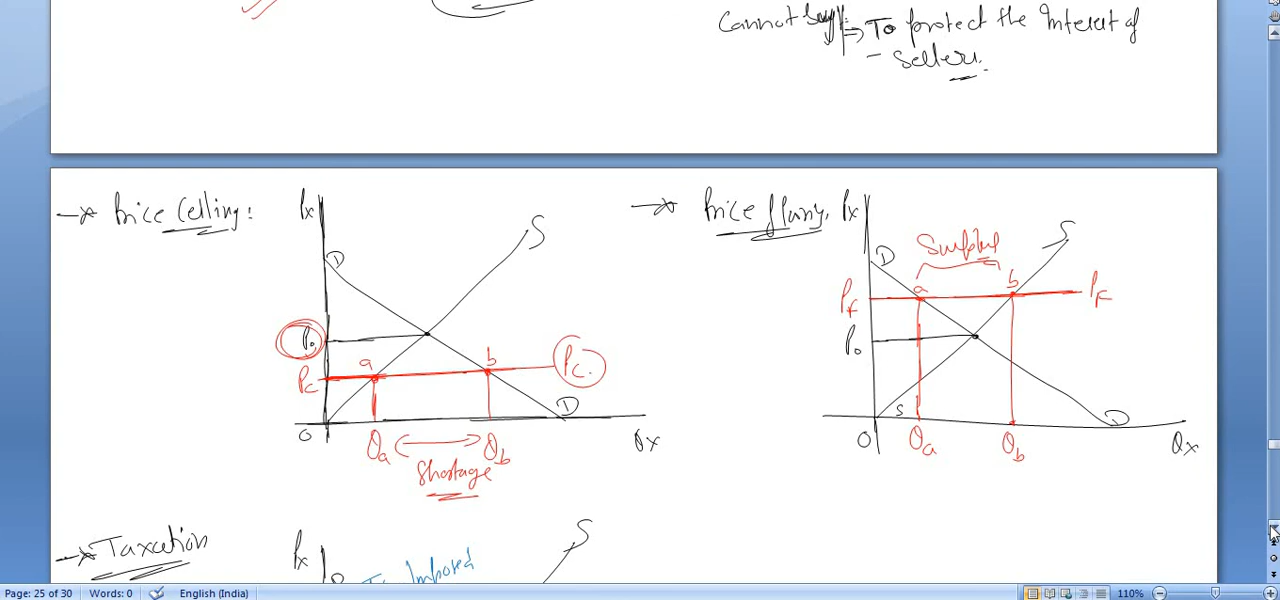 Cannot buy ⇒ To protect the Interest of
- Sellers.
→* Price Ceiling:
Px
S
D
P₀
a
b
Pc
Pc.
D
O
Qa
Qb
Qx
Shortage
→* Price
Px
Surplus
S
D
a
b
Pf
PF
P₀
S
D
O
Qa
Qb
Qx
→* Taxation
Px
S
Imposed
Page: 25 of 30
Words: 0
English (India)
110%